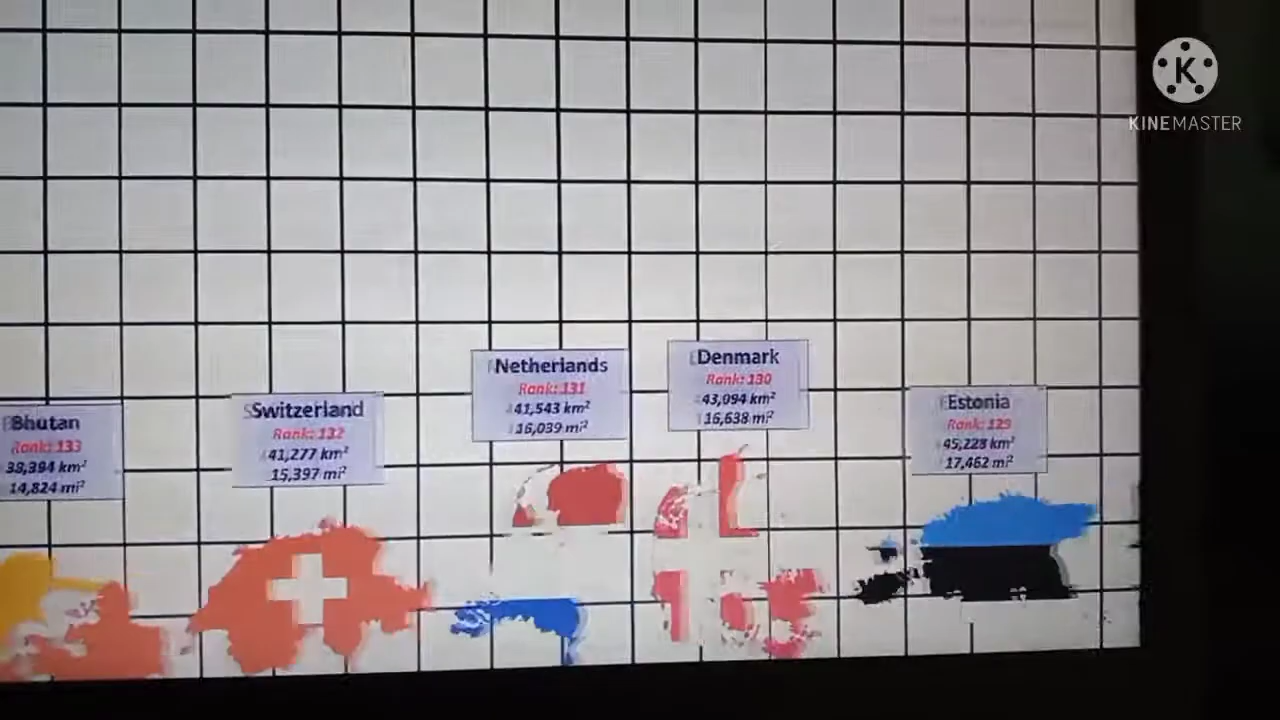 K
KINEMASTER
Bhutan
Rank: 133
38,394 km²
14,824 mi²
Switzerland
Rank: 132
41,277 km²
15,397 mi²
Netherlands
Rank: 131
41,543 km²
16,039 mi²
Denmark
Rank: 130
43,094 km²
16,638 mi²
Estonia
Rank: 129
45,228 km²
17,462 mi²